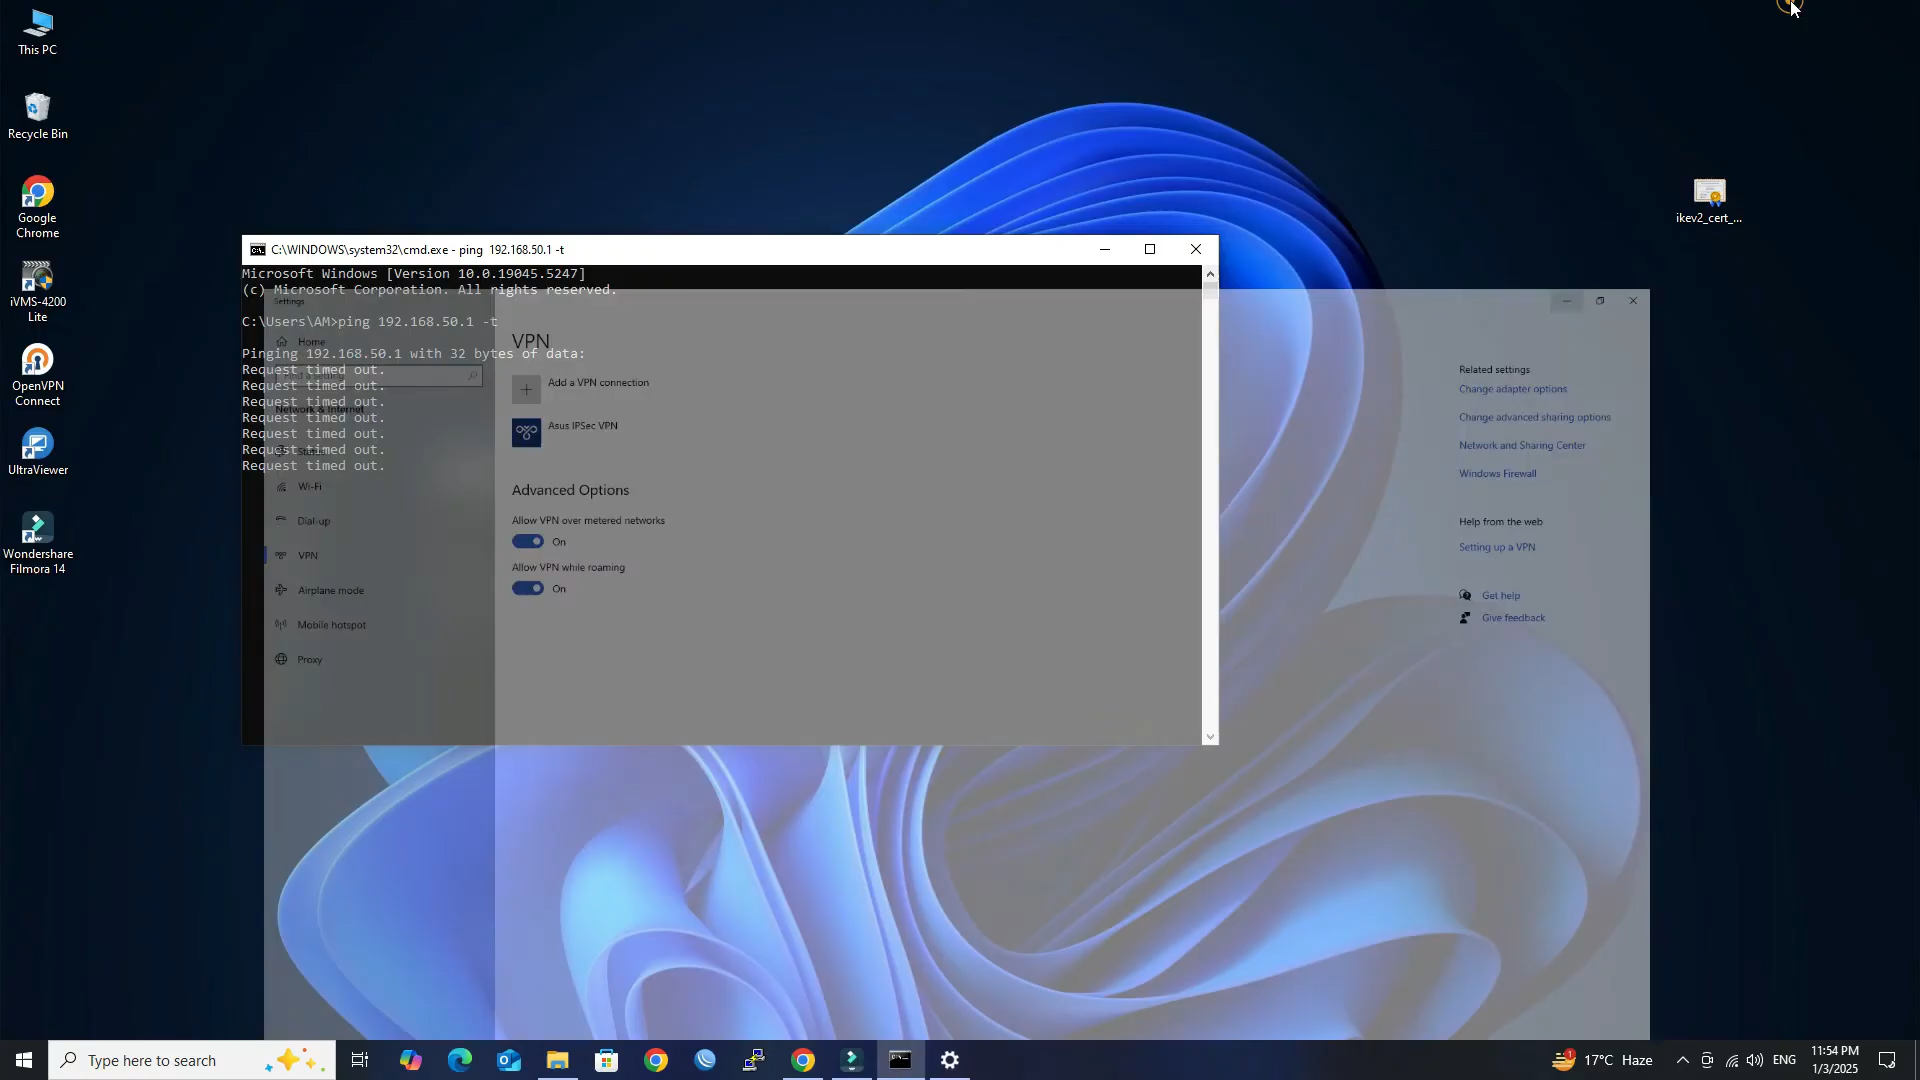 This PC
Recycle Bin
Google
Chrome
iVMS-4200
Lite
OpenVPN
Connect
UltraViewer
Wondershare
Filmora 14
ikev2_cert_...
C:\WINDOWS\system32\cmd.exe - ping  192.168.50.1 -t
Microsoft Windows [Version 10.0.19045.5247]
(c) Microsoft Corporation. All rights reserved.
C:\Users\AM>ping 192.168.50.1 -t
Pinging 192.168.50.1 with 32 bytes of data:
Request timed out.
Request timed out.
Request timed out.
Request timed out.
Request timed out.
Request timed out.
Request timed out.
Settings
Home
Network & Internet
Wi-Fi
Dial-up
VPN
Airplane mode
Mobile hotspot
Proxy
VPN
Add a VPN connection
Asus IPSec VPN
Advanced Options
Allow VPN over metered networks
On
Allow VPN while roaming
On
Related settings
Change adapter options
Change advanced sharing options
Network and Sharing Center
Windows Firewall
Help from the web
Setting up a VPN
Get help
Give feedback
Type here to search
1
17°C Haze
ENG
11:54 PM
1/3/2025